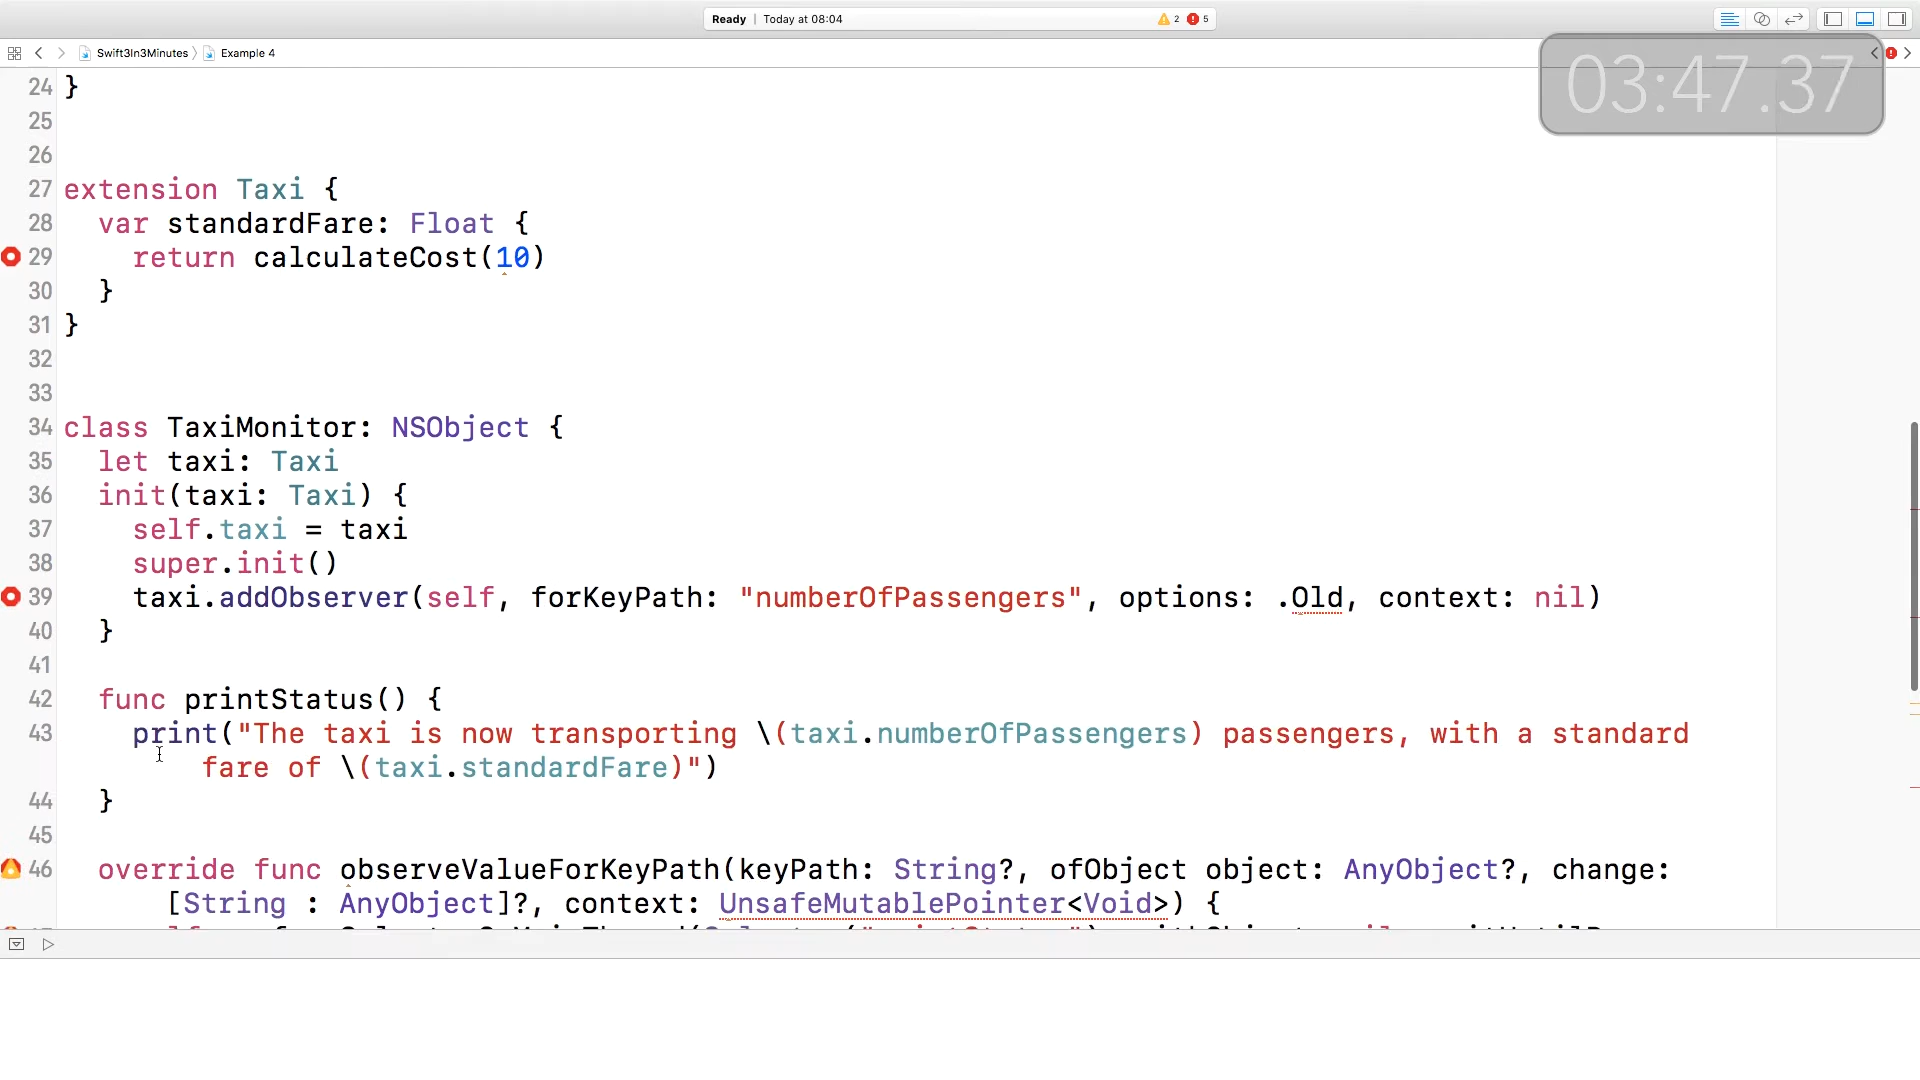 Ready | Today at 08:04 2 5
Swift3In3Minutes Example 4
03:47.37
24 }
25
26
27 extension Taxi {
28 var standardFare: Float {
29 return calculateCost(10)
30 }
31 }
32
33
34 class TaxiMonitor: NSObject {
35 let taxi: Taxi
36 init(taxi: Taxi) {
37 self.taxi = taxi
38 super.init()
39 taxi.addObserver(self, forKeyPath: "numberOfPassengers", options: .Old, context: nil)
40 }
41
42 func printStatus() {
43 print("The taxi is now transporting \(taxi.numberOfPassengers) passengers, with a standard
fare of \(taxi.standardFare)")
44 }
45
46 override func observeValueForKeyPath(keyPath: String?, ofObject object: AnyObject?, change:
[String : AnyObject]?, context: UnsafeMutablePointer<Void>) {